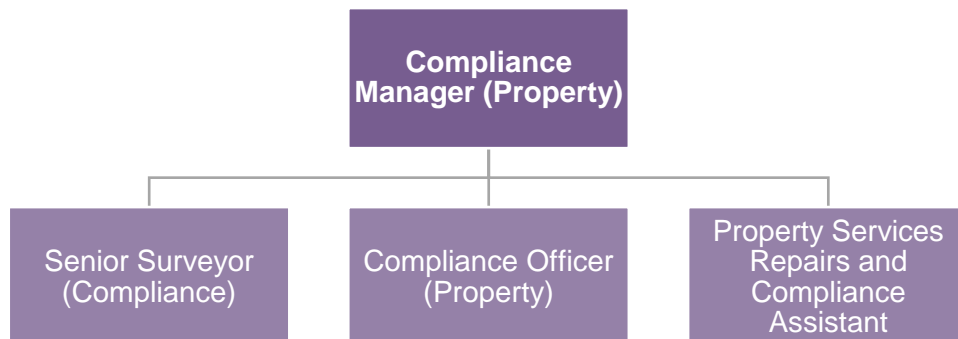 Compliance
Manager (Property)
Senior Surveyor
(Compliance)
Compliance Officer
(Property)
Property Services
Repairs and
Compliance
Assistant